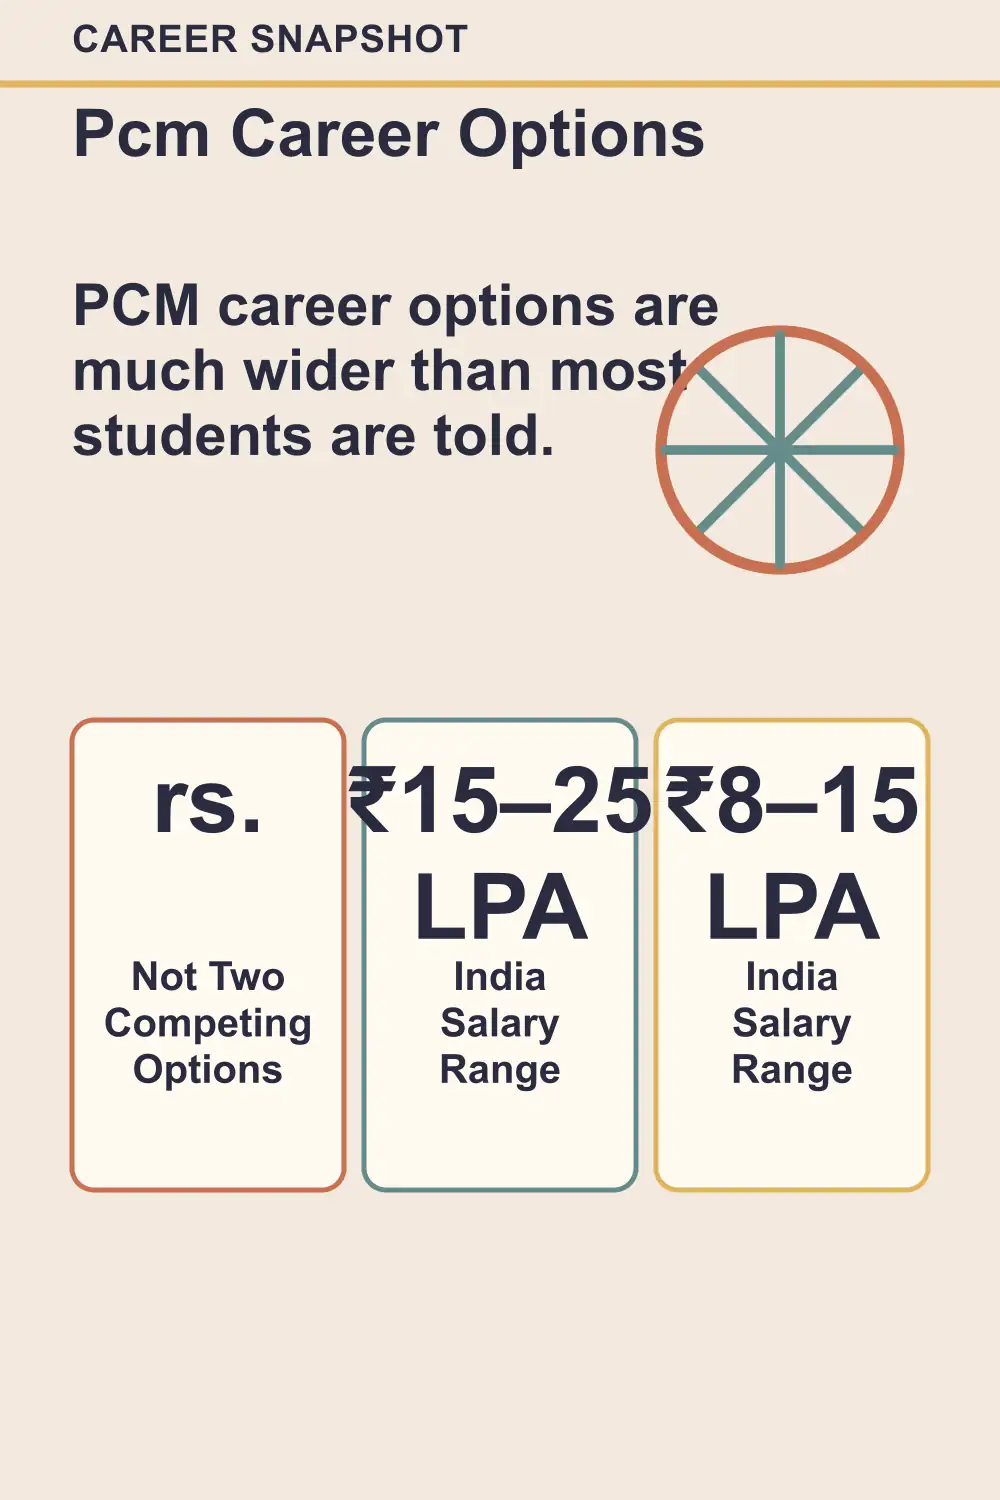 CAREER SNAPSHOT
Pcm Career Options
PCM career options are
much wider than most
students are told.
rs.
Not Two
Competing
Options
₹15–25
LPA
India
Salary
Range
₹8–15
LPA
India
Salary
Range